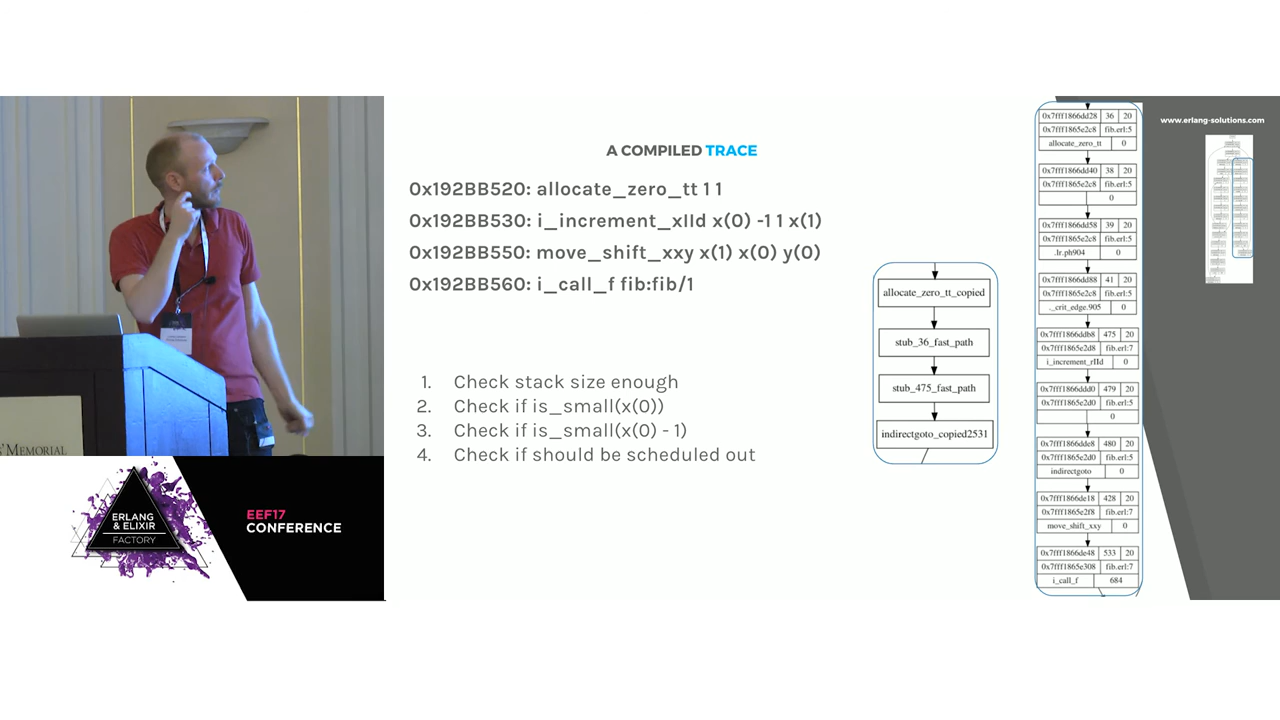 www.erlang-solutions.com
A COMPILED TRACE
0x192BB520: allocate_zero_tt 1 1
0x192BB530: i_increment_xIId x(0) -1 1 x(1)
0x192BB550: move_shift_xxy x(1) x(0) y(0)
0x192BB560: i_call_f fib:fib/1
1. Check stack size enough
2. Check if is_small(x(0))
3. Check if is_small(x(0) - 1)
4. Check if should be scheduled out
allocate_zero_tt_copied
stub_36_fast_path
stub_475_fast_path
indirectgoto_copied2531
0x7fff1866dd28 36 20
0x7fff1865e2c8 fib.erl:5
allocate_zero_tt 0
0x7fff1866dd40 38 20
0x7fff1865e2c8 fib.erl:5
0
0x7fff1866dd58 39 20
0x7fff1865e2c8 fib.erl:5
.lr.ph904 0
0x7fff1866dd88 41 20
0x7fff1865e2c8 fib.erl:5
._crit_edge.905 0
0x7fff1866ddb8 475 20
0x7fff1865e2d8 fib.erl:7
i_increment_rIId 0
0x7fff1866ddd0 479 20
0x7fff1865e2d0 fib.erl:5
0
0x7fff1866dde8 480 20
0x7fff1865e2d0 fib.erl:5
indirectgoto 0
0x7fff1866de18 428 20
0x7fff1865e2f8 fib.erl:7
move_shift_xxy 0
0x7fff1866de48 533 20
0x7fff1865e308 fib.erl:7
i_call_f 684
MEMORIAL
ERLANG
& ELIXIR
FACTORY
EEF17
CONFERENCE